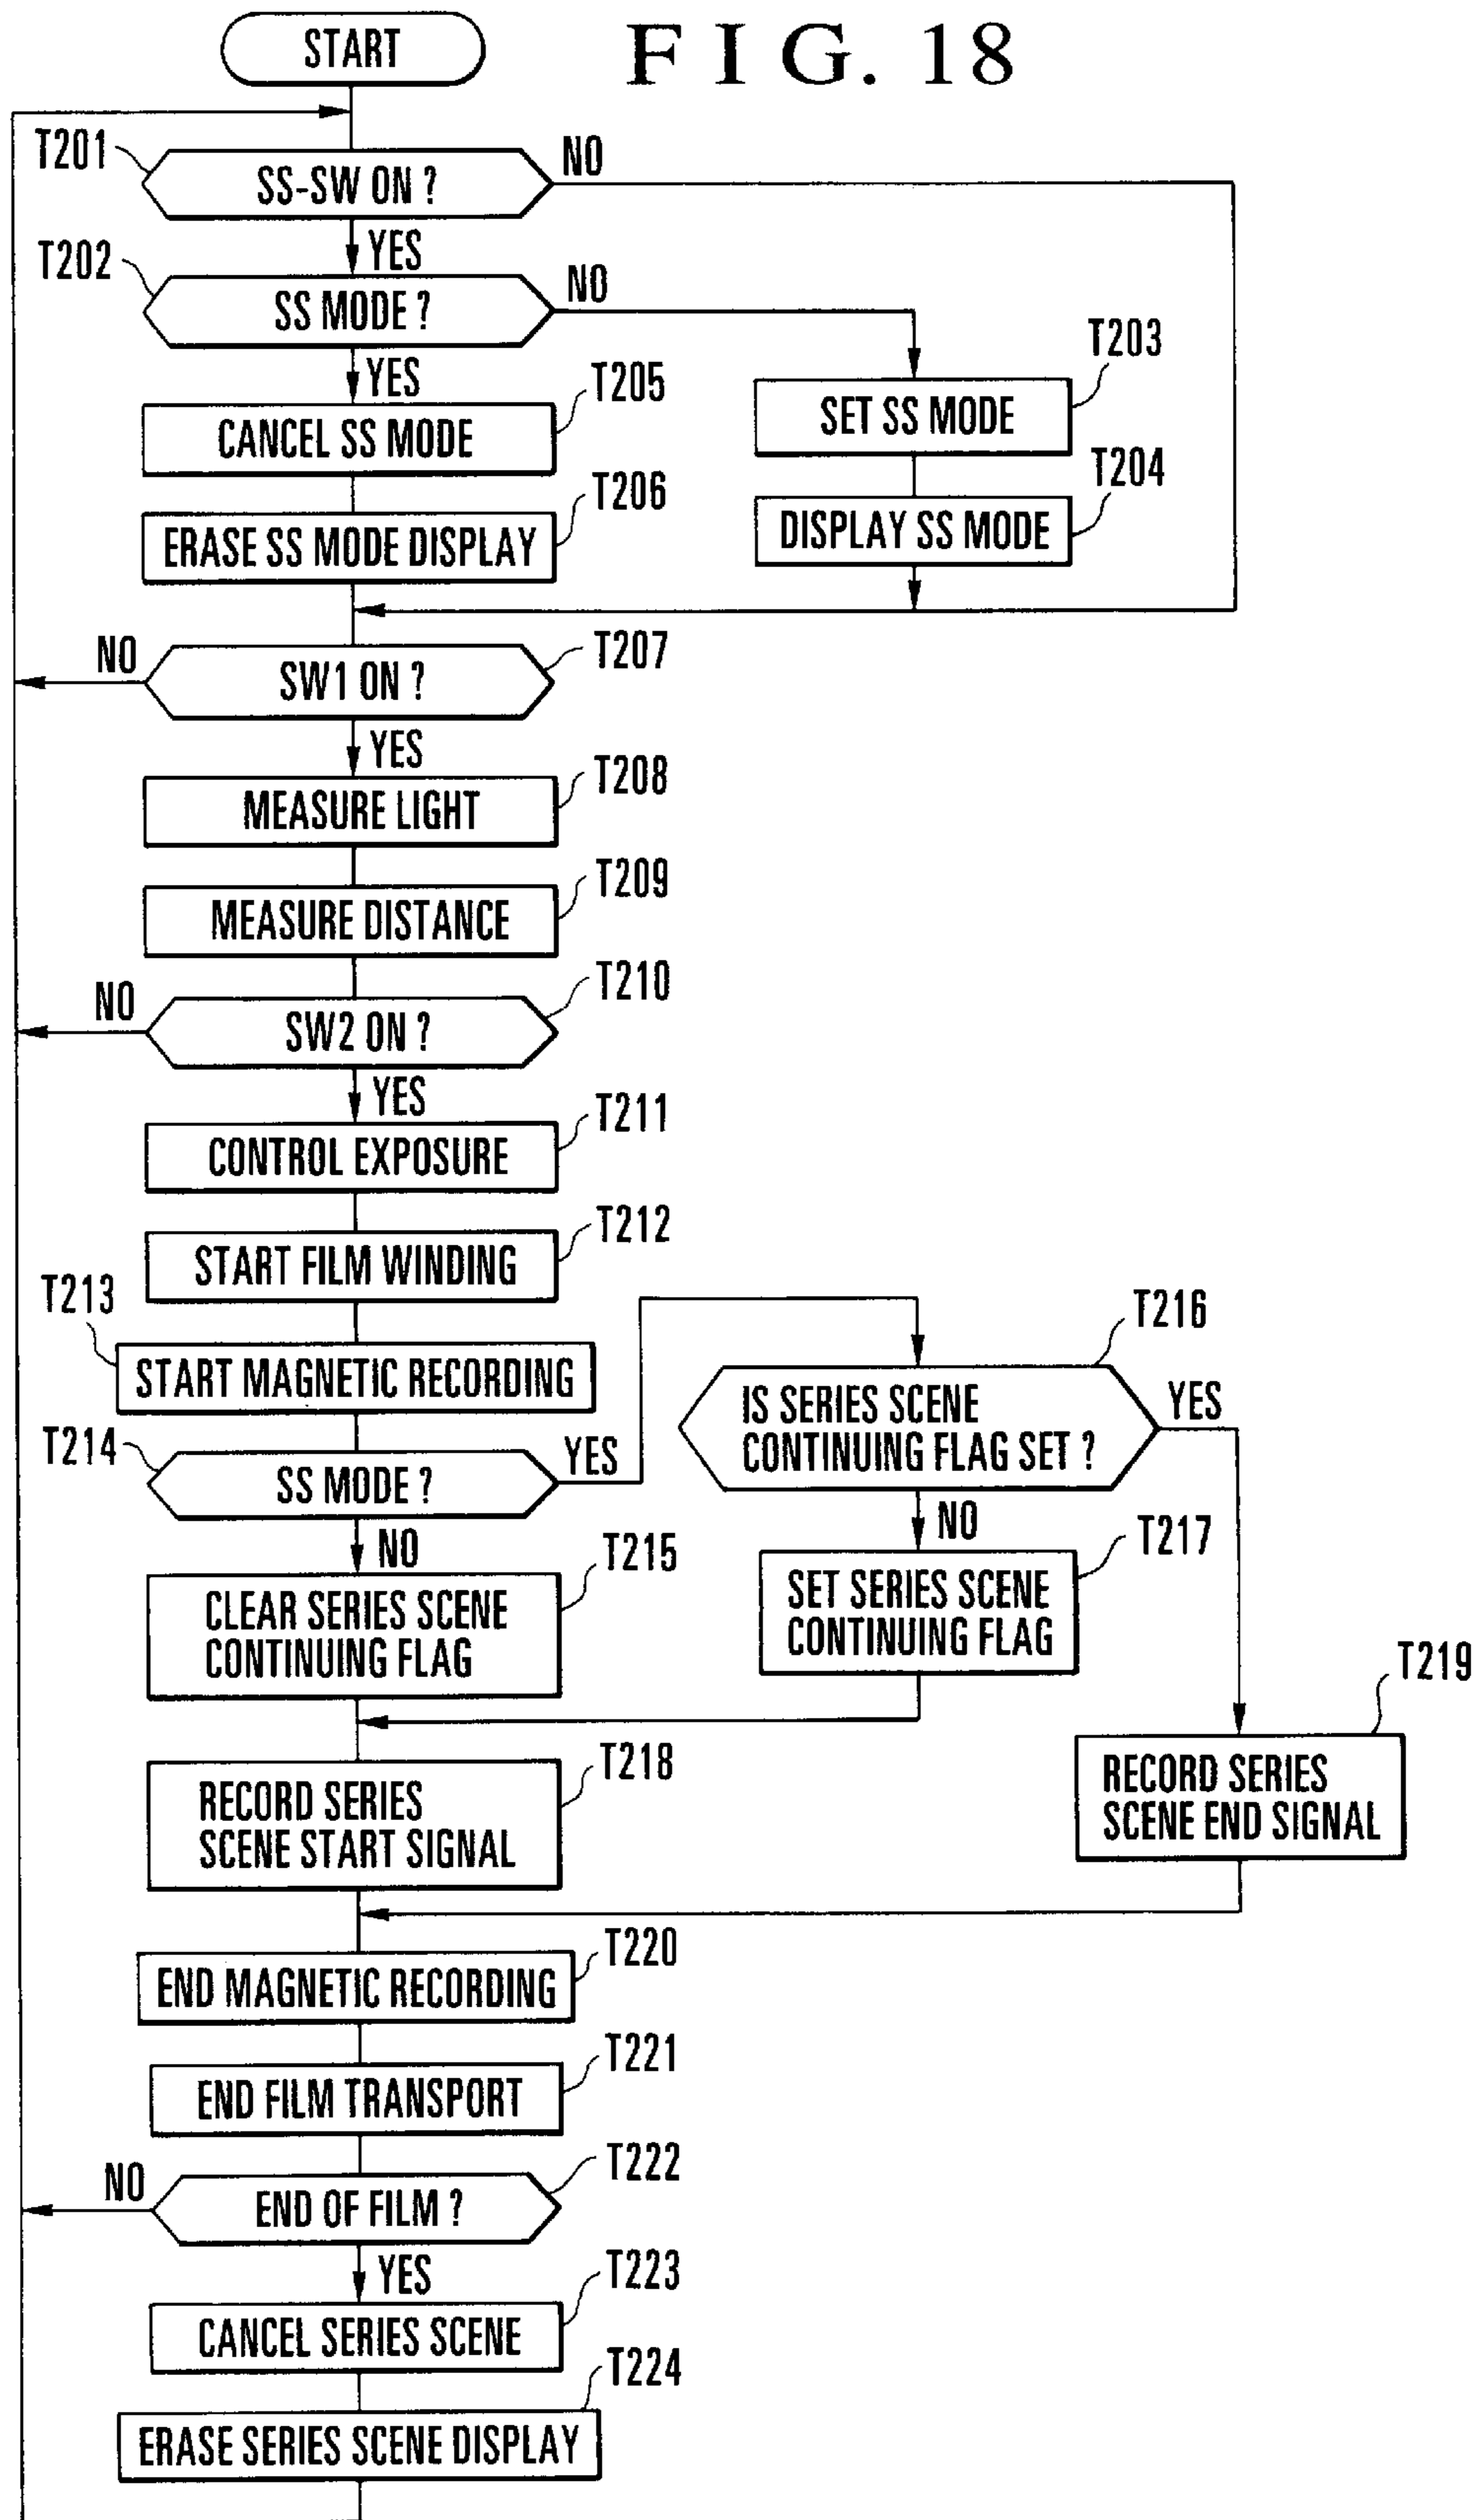 START
FIG. 18
T201
SS-SW ON ?
NO
YES
T202
SS MODE ?
NO
YES
T203
SET SS MODE
T205
CANCEL SS MODE
T204
DISPLAY SS MODE
T206
ERASE SS MODE DISPLAY
T207
NO
SW1 ON ?
YES
T208
MEASURE LIGHT
T209
MEASURE DISTANCE
T210
NO
SW2 ON ?
YES
T211
CONTROL EXPOSURE
T212
START FILM WINDING
T213
START MAGNETIC RECORDING
T214
SS MODE ?
YES
NO
T216
IS SERIES SCENE
CONTINUING FLAG SET ?
YES
NO
T215
CLEAR SERIES SCENE
CONTINUING FLAG
T217
SET SERIES SCENE
CONTINUING FLAG
T218
RECORD SERIES
SCENE START SIGNAL
T219
RECORD SERIES
SCENE END SIGNAL
T220
END MAGNETIC RECORDING
T221
END FILM TRANSPORT
T222
NO
END OF FILM ?
YES
T223
CANCEL SERIES SCENE
T224
ERASE SERIES SCENE DISPLAY